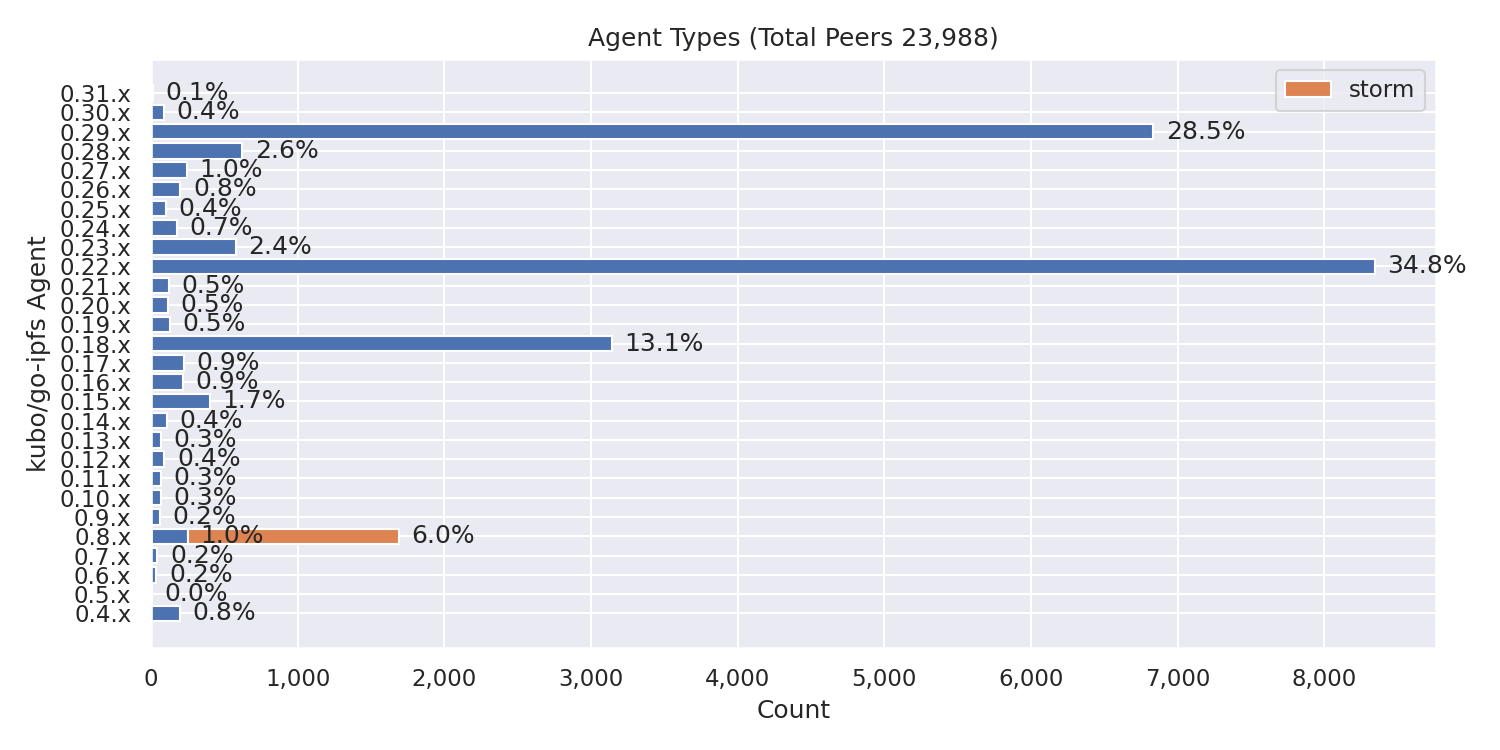 Agent Types (Total Peers 23,988)
storm
kubo/go-ipfs Agent
0.31.x 0.1%
0.30.x 0.4%
0.29.x 28.5%
0.28.x 2.6%
0.27.x 1.0%
0.26.x 0.8%
0.25.x 0.4%
0.24.x 0.7%
0.23.x 2.4%
0.22.x 34.8%
0.21.x 0.5%
0.20.x 0.5%
0.19.x 0.5%
0.18.x 13.1%
0.17.x 0.9%
0.16.x 0.9%
0.15.x 1.7%
0.14.x 0.4%
0.13.x 0.3%
0.12.x 0.4%
0.11.x 0.3%
0.10.x 0.3%
0.9.x 0.2%
0.8.x 1.0% 6.0%
0.7.x 0.2%
0.6.x 0.2%
0.5.x 0.0%
0.4.x 0.8%
0 1,000 2,000 3,000 4,000 5,000 6,000 7,000 8,000
Count